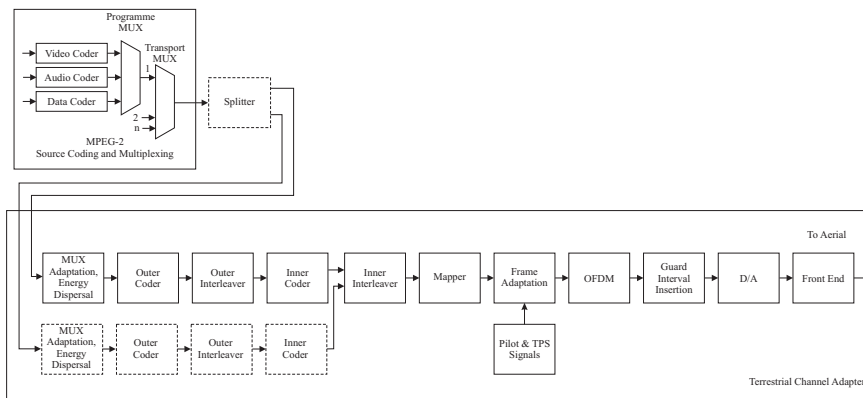 Programme
MUX
Transport
MUX
Video Coder
Audio Coder
Data Coder
1
2
n
MPEG-2
Source Coding and Multiplexing
Splitter
To Aerial
MUX
Adaptation,
Energy
Dispersal
Outer
Coder
Outer
Interleaver
Inner
Coder
Inner
Interleaver
Mapper
Frame
Adaptation
OFDM
Guard
Interval
Insertion
D/A
Front End
MUX
Adaptation,
Energy
Dispersal
Outer
Coder
Outer
Interleaver
Inner
Coder
Pilot & TPS
Signals
Terrestrial Channel Adapter